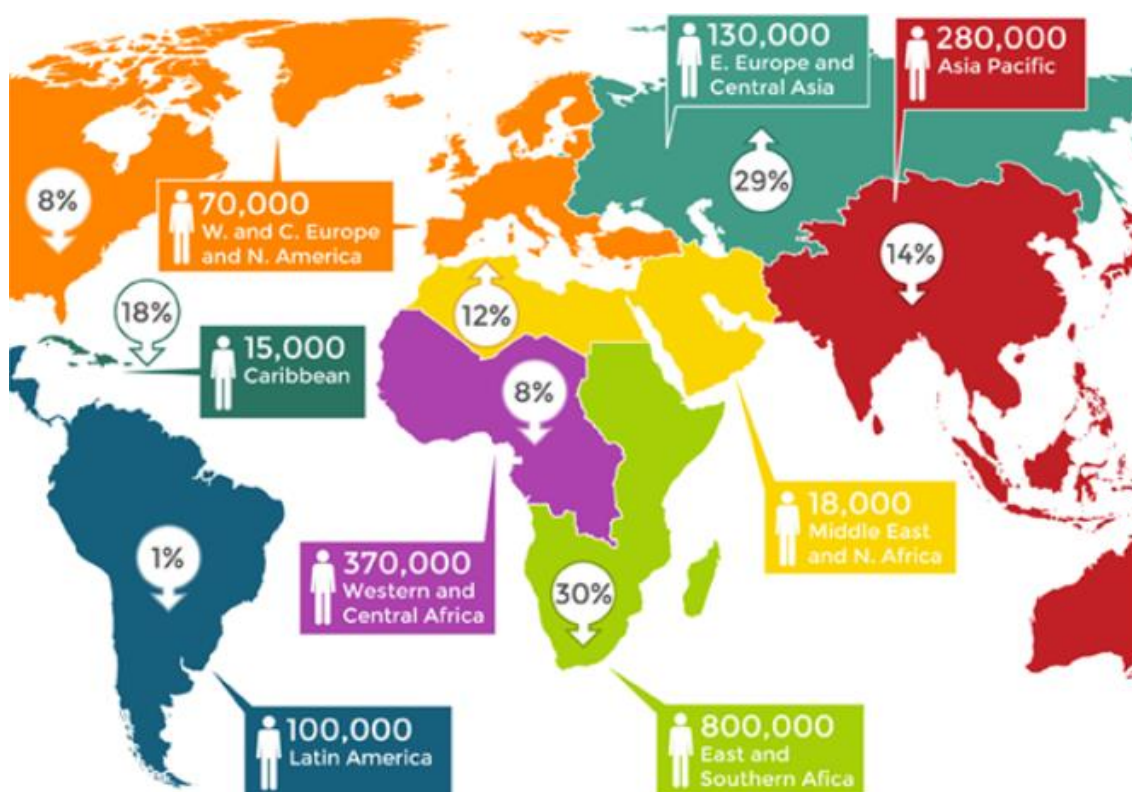 130,000
E. Europe and
Central Asia
280,000
Asia Pacific
8%
70,000
W. and C. Europe
and N. America
29%
14%
18%
12%
15,000
Caribbean
8%
18,000
Middle East
and N. Africa
1%
370,000
Western and
Central Africa
30%
100,000
Latin America
800,000
East and
Southern Afica